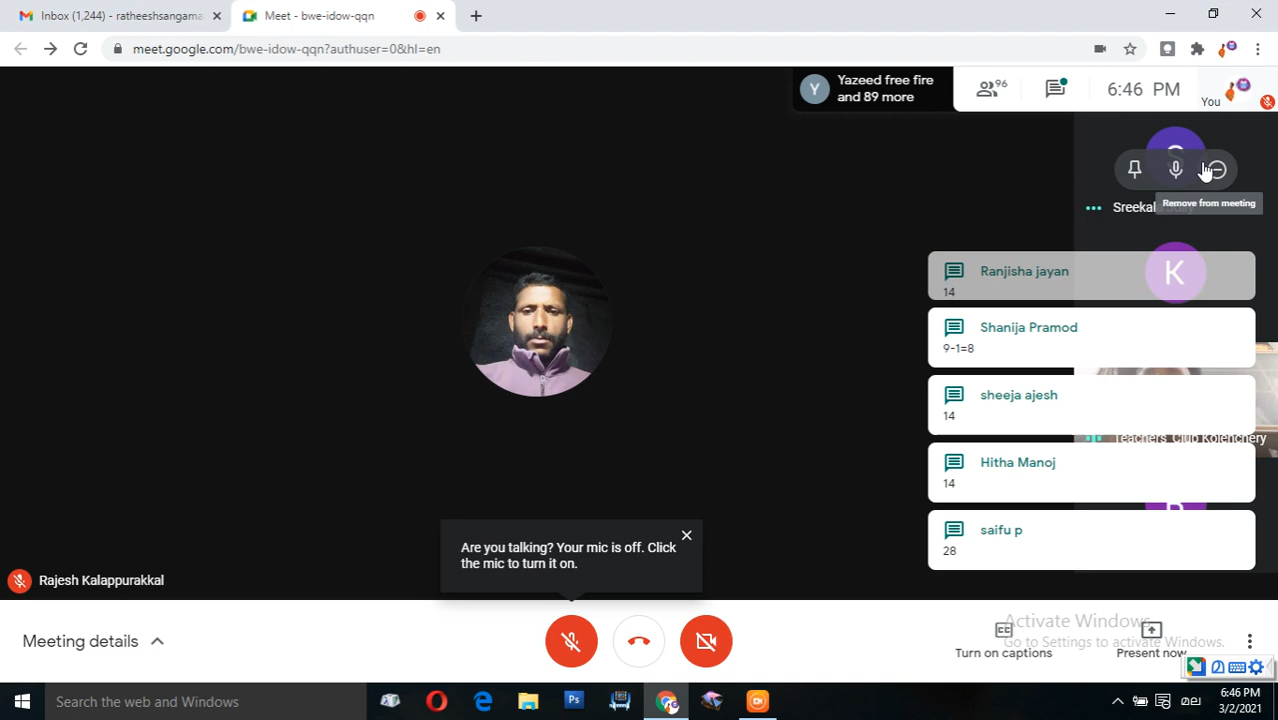 Inbox (1,244) - ratheeshsangama
Meet - bwe-idow-qqn
meet.google.com/bwe-idow-qqn?authuser=0&hl=en
Yazeed free fire
and 89 more
Y
96
6:46 PM
You
S
Remove from meeting
Ranjisha jayan
14
K
Shanija Pramod
9-1=8
sheeja ajesh
14
Teachers' Club Kolenchery
Hitha Manoj
14
saifu p
28
Are you talking? Your mic is off. Click
the mic to turn it on.
Rajesh Kalappurakkal
Meeting details
Turn on captions
Present now
Activate Windows
Go to Settings to activate Windows.
Search the web and Windows
Ps
6:46 PM
3/2/2021